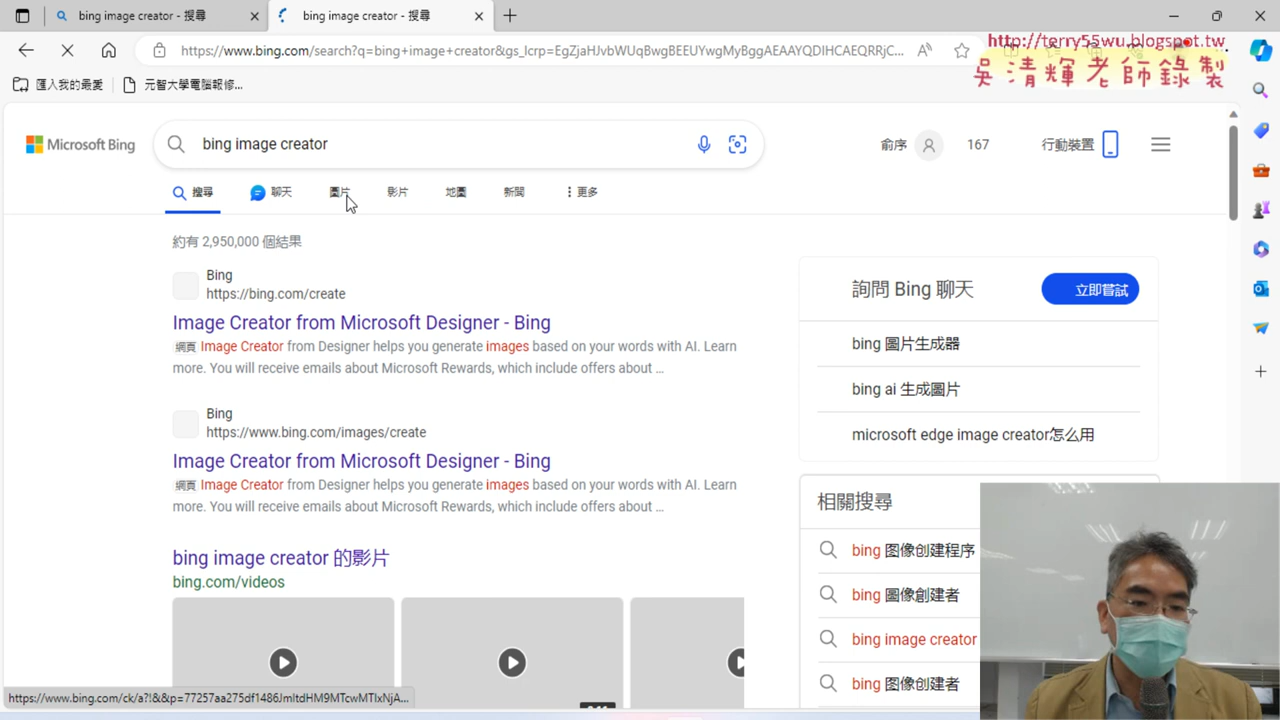 bing image creator - 搜尋
bing image creator - 搜尋
https://www.bing.com/search?q=bing+image+creator&gs_lcrp=EgZjaHJvbWUqBwgBEEUYwgMyBggAEAAYQDIHCAEQRRjC...
http://terry55wu.blogspot.tw
吳清輝老師錄製
匯入我的最愛
元智大學電腦報修...
Microsoft Bing
bing image creator
俞序
167
行動裝置
搜尋
聊天
圖片
影片
地圖
新聞
更多
約有 2,950,000 個結果
Bing
https://bing.com/create
Image Creator from Microsoft Designer - Bing
網頁 Image Creator from Designer helps you generate images based on your words with AI. Learn
more. You will receive emails about Microsoft Rewards, which include offers about ...
Bing
https://www.bing.com/images/create
Image Creator from Microsoft Designer - Bing
網頁 Image Creator from Designer helps you generate images based on your words with AI. Learn
more. You will receive emails about Microsoft Rewards, which include offers about ...
bing image creator 的影片
bing.com/videos
詢問 Bing 聊天
立即嘗試
bing 圖片生成器
bing ai 生成圖片
microsoft edge image creator怎么用
相關搜尋
bing 图像创建程序
bing 圖像創建者
bing image creator
bing 图像创建者
https://www.bing.com/ck/a?!&&p=77257aa275df1486JmltdHM9MTcwMTIxNjA...